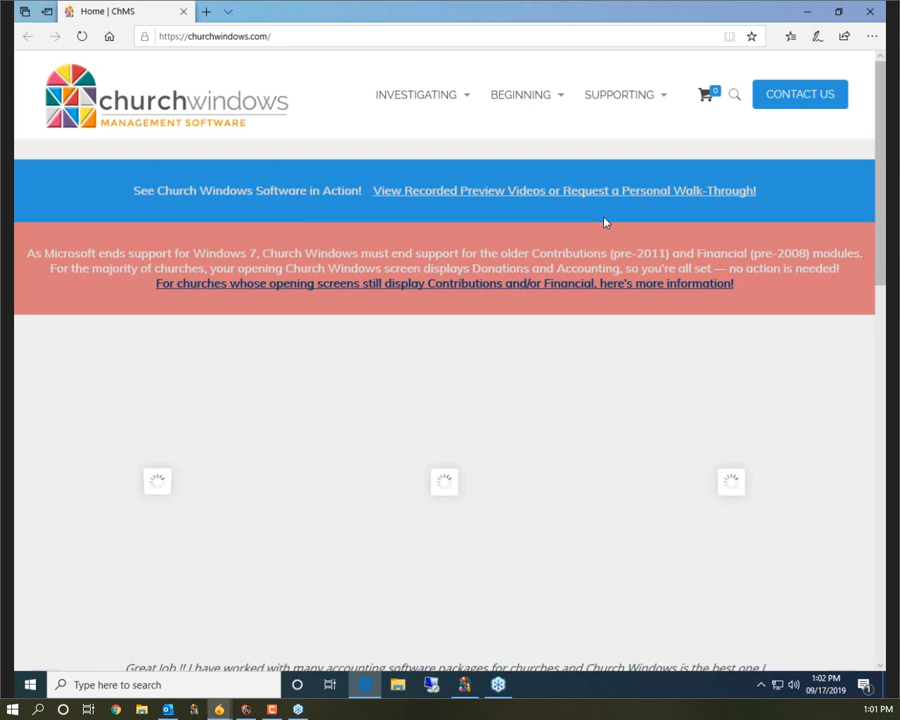 Home | ChMS
https://churchwindows.com/
churchwindows
MANAGEMENT SOFTWARE
INVESTIGATING
BEGINNING
SUPPORTING
0
CONTACT US
See Church Windows Software in Action! View Recorded Preview Videos or Request a Personal Walk-Through!
As Microsoft ends support for Windows 7, Church Windows must end support for the older Contributions (pre-2011) and Financial (pre-2008) modules.
For the majority of churches, your opening Church Windows screen displays Donations and Accounting, so you're all set — no action is needed!
For churches whose opening screens still display Contributions and/or Financial, here's more information!
Great Job !! I have worked with many accounting software packages for churches and Church Windows is the best one I
Type here to search
1:02 PM
09/17/2019
1
1:01 PM